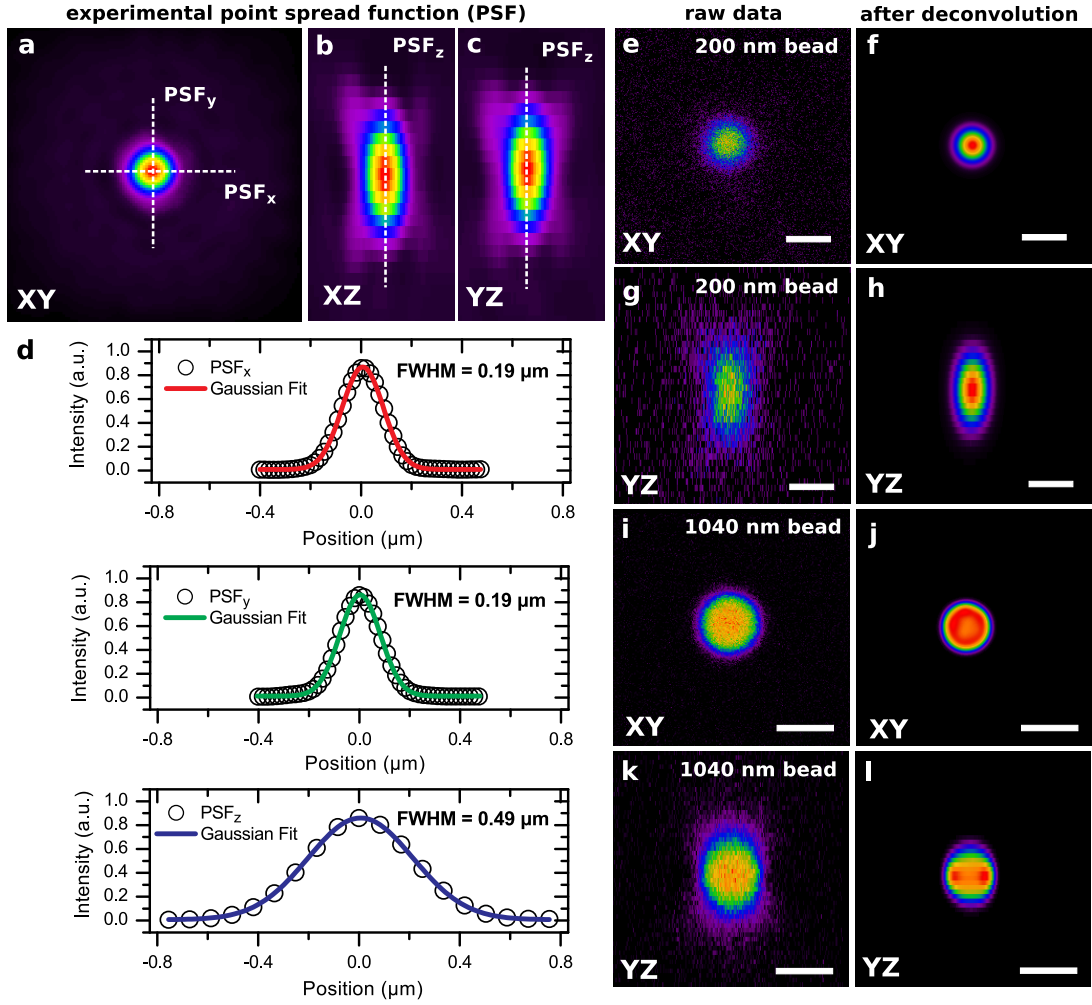 experimental point spread function (PSF)
raw data
after deconvolution
a
PSFy
PSFx
XY
b
PSFz
XZ
c
PSFz
YZ
d
Intensity (a.u.)
1.0
0.8
0.6
0.4
0.2
0.0
PSFx
Gaussian Fit
FWHM = 0.19 µm
-0.8
-0.4
0.0
0.4
0.8
Position (µm)
Intensity (a.u.)
1.0
0.8
0.6
0.4
0.2
0.0
PSFy
Gaussian Fit
FWHM = 0.19 µm
-0.8
-0.4
0.0
0.4
0.8
Position (µm)
Intensity (a.u.)
1.0
0.8
0.6
0.4
0.2
0.0
PSFz
Gaussian Fit
FWHM = 0.49 µm
-0.8
-0.4
0.0
0.4
0.8
Position (µm)
e
200 nm bead
XY
f
XY
g
200 nm bead
YZ
h
YZ
i
1040 nm bead
XY
j
XY
k
1040 nm bead
YZ
l
YZ